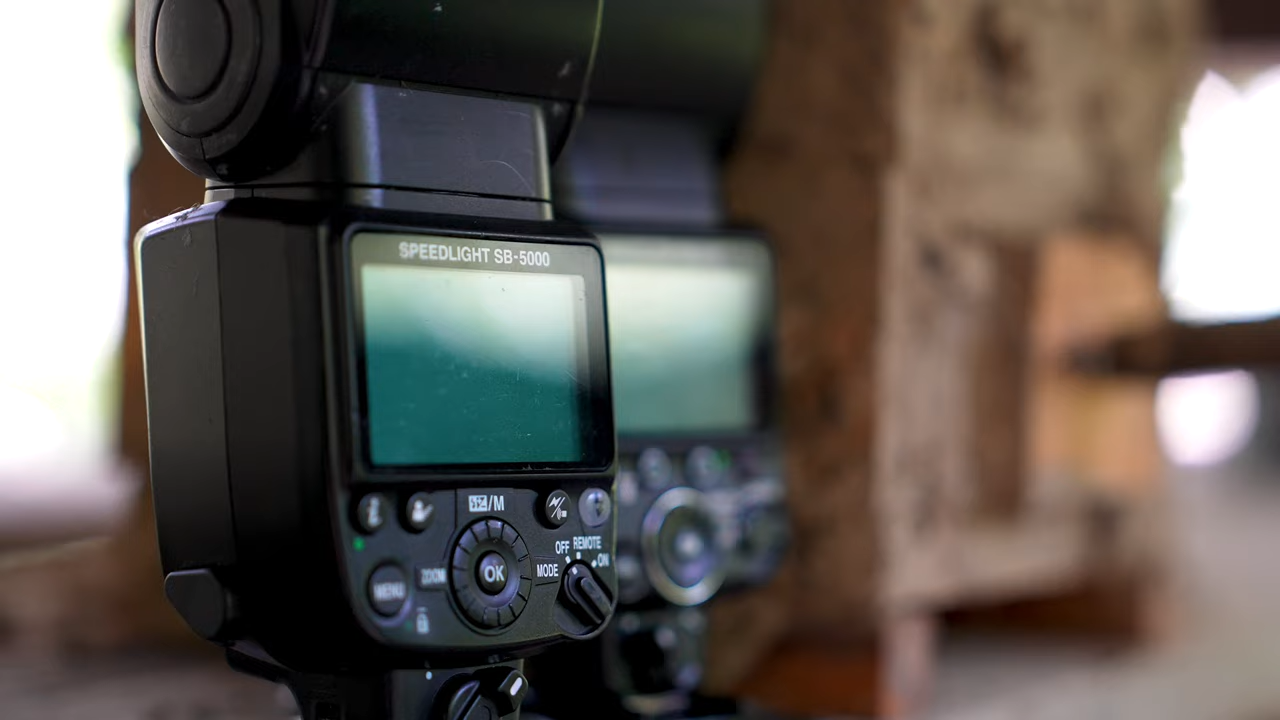 SPEEDLIGHT SB-5000
i
/M
OFF REMOTE
ON
MODE
ZOOM
OK
MENU